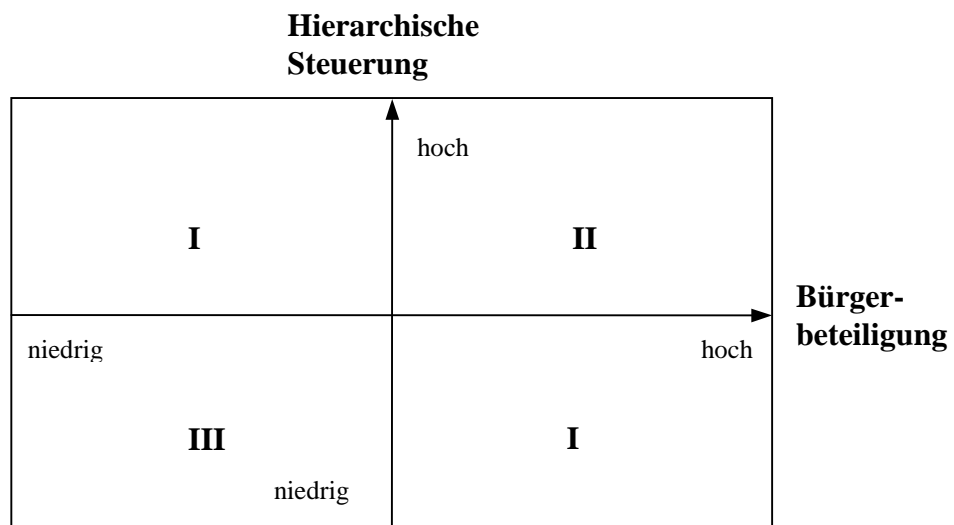 Hierarchische
Steuerung
hoch
I
II
Bürger-
beteiligung
niedrig
hoch
III
I
niedrig